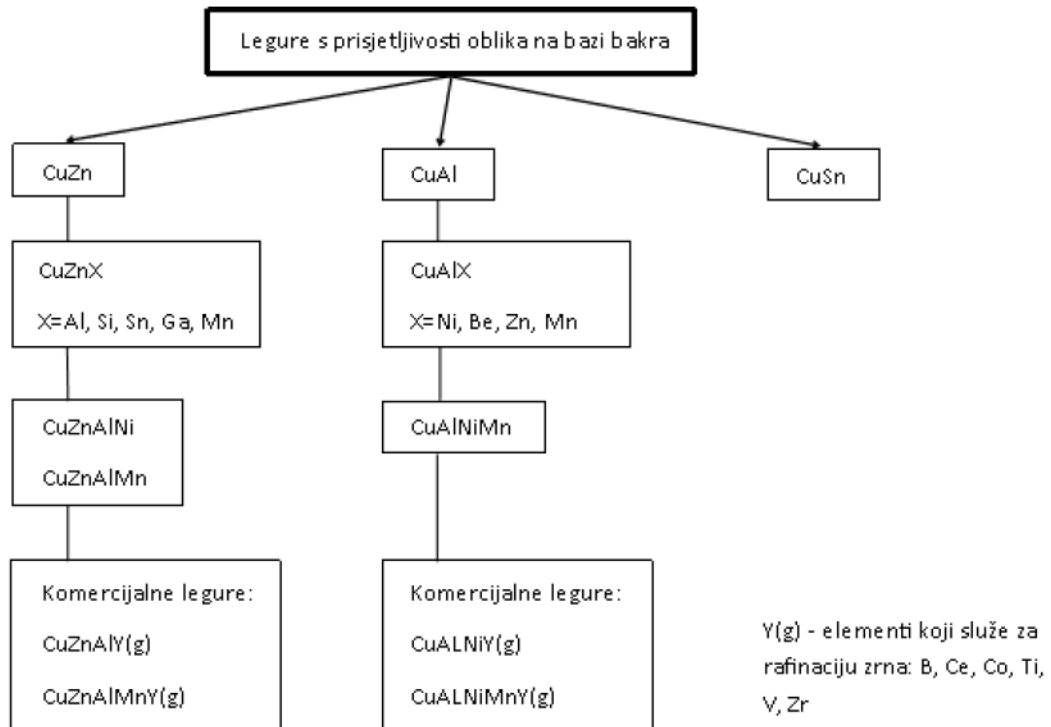 Legure s prisjetljivosti oblika na bazi bakra
CuZn
CuAl
CuSn
CuZnX
X=Al, Si, Sn, Ga, Mn
CuAlX
X=Ni, Be, Zn, Mn
CuZnAlNi
CuZnAlMn
CuAlNiMn
Komercijalne legure:
CuZnAlY(g)
CuZnAlMnY(g)
Komercijalne legure:
CuALNiY(g)
CuALNiMnY(g)
Y(g) - elementi koji služe za
rafinaciju zrna: B, Ce, Co, Ti,
V, Zr